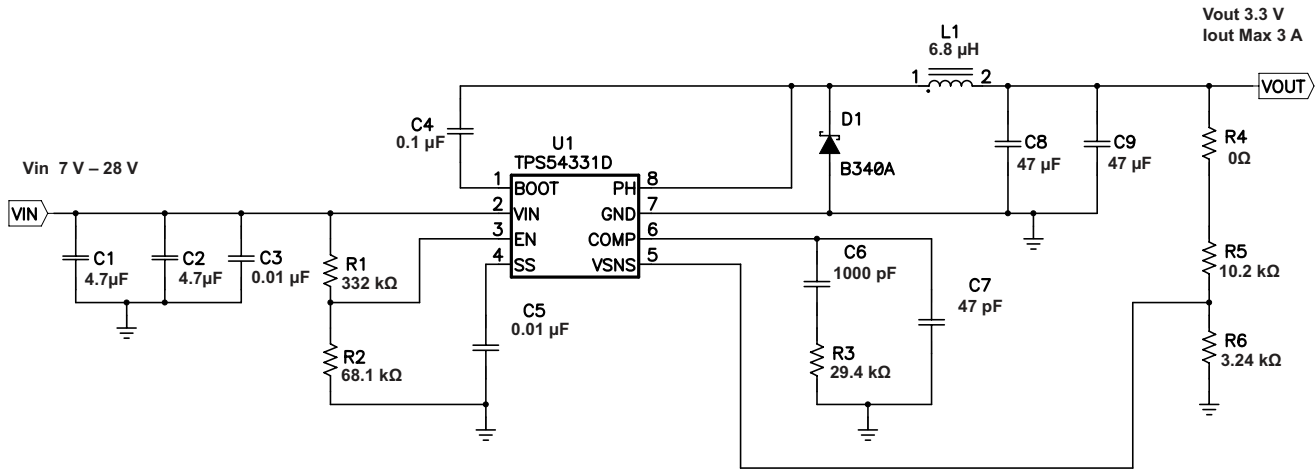 Vout 3.3 V
Iout Max 3 A
L1
6.8 µH
1 2
VOUT
C4
0.1 µF
D1
B340A
C8
47 µF
C9
47 µF
R4
0Ω
U1
TPS54331D
Vin 7 V – 28 V
VIN
1 BOOT PH 8
2 VIN GND 7
3 EN COMP 6
4 SS VSNS 5
C1
4.7µF
C2
4.7µF
C3
0.01 µF
R1
332 kΩ
C6
1000 pF
C7
47 pF
R5
10.2 kΩ
C5
0.01 µF
R2
68.1 kΩ
R3
29.4 kΩ
R6
3.24 kΩ